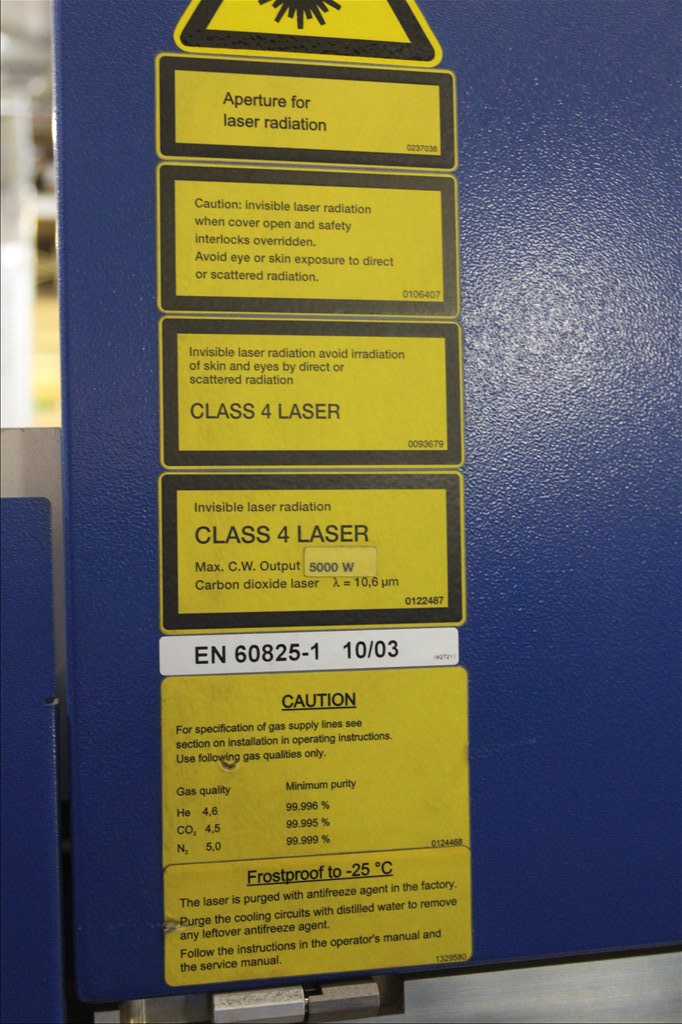 Aperture for
laser radiation
0237036
Caution: invisible laser radiation
when cover open and safety
interlocks overridden.
Avoid eye or skin exposure to direct
or scattered radiation.
0106407
Invisible laser radiation avoid irradiation
of skin and eyes by direct or
scattered radiation
CLASS 4 LASER
0093679
Invisible laser radiation
CLASS 4 LASER
Max. C.W. Output 5000 W
Carbon dioxide laser λ = 10,6 µm
0122487
EN 60825-1 10/03
CAUTION
For specification of gas supply lines see
section on installation in operating instructions.
Use following gas qualities only.
Gas quality Minimum purity
He 4,6 99.996 %
CO₂ 4,5 99.995 %
N₂ 5,0 99.999 %
0124468
Frostproof to -25 °C
The laser is purged with antifreeze agent in the factory.
Purge the cooling circuits with distilled water to remove
any leftover antifreeze agent.
Follow the instructions in the operator's manual and
the service manual.
1329580